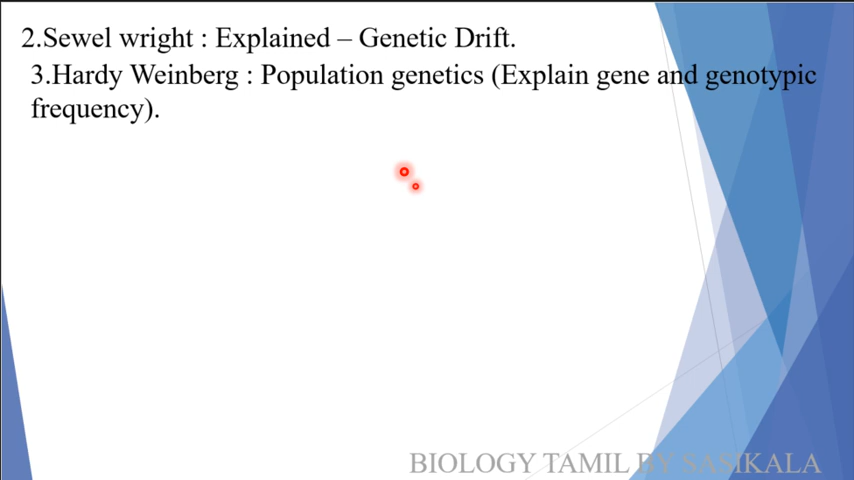 2.Sewel wright : Explained – Genetic Drift.
3.Hardy Weinberg : Population genetics (Explain gene and genotypic
frequency).
BIOLOGY TAMIL BY SASIKALA